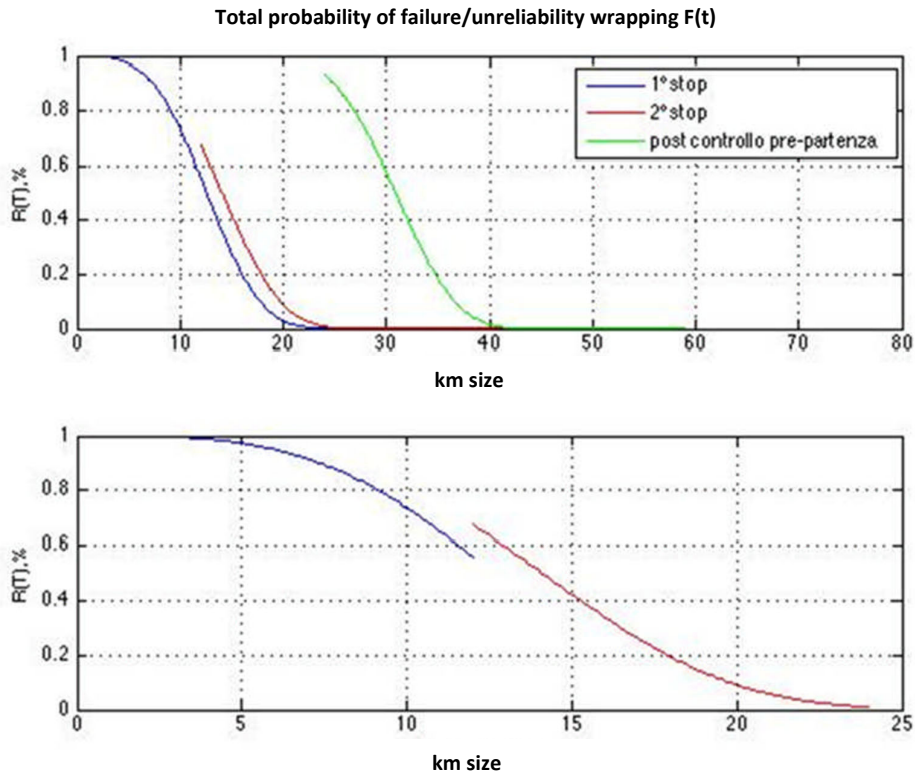 Total probability of failure/unreliability wrapping F(t)
1
0.8
0.6
0.4
0.2
0
R(T),%
1°stop
2°stop
post controllo pre-partenza
0 10 20 30 40 50 60 70 80
km size
1
0.8
0.6
0.4
0.2
0
R(T),%
0 5 10 15 20 25
km size